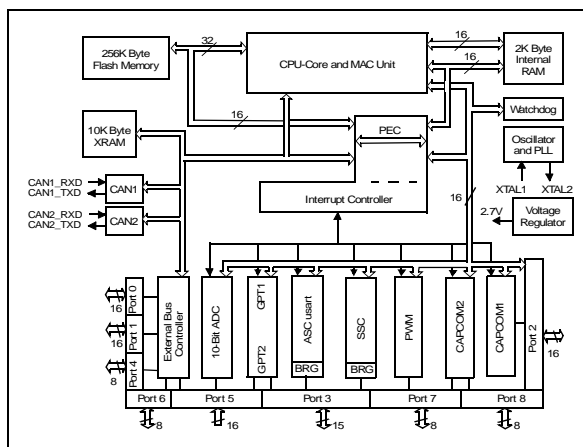 256K Byte
Flash Memory
32
CPU-Core and MAC Unit
16
2K Byte
Internal
RAM
16
16
10K Byte
XRAM
PEC
Watchdog
Oscillator
and PLL
CAN1_RXD
CAN1_TXD
CAN1
CAN2_RXD
CAN2_TXD
CAN2
Interrupt Controller
16
XTAL1
XTAL2
2.7V
Voltage
Regulator
Port 0
16
Port 1
16
Port 4
8
External Bus
Controller
10-Bit ADC
GPT1
GPT2
ASC usart
BRG
SSC
BRG
PWM
CAPCOM2
CAPCOM1
Port 2
16
Port 6
Port 5
Port 3
Port 7
Port 8
8
16
15
8
8